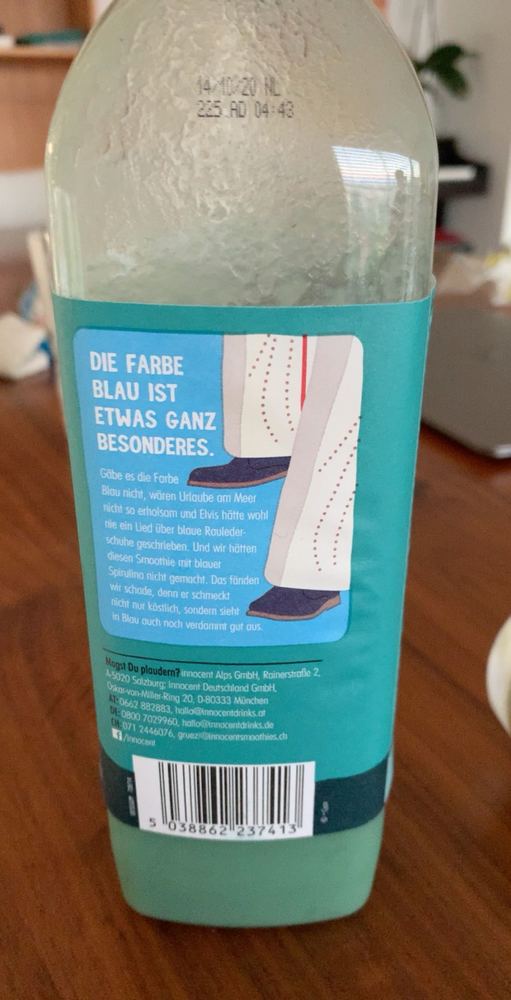 14/10/20 NL
225 AD 04:43
DIE FARBE
BLAU IST
ETWAS GANZ
BESONDERES.
Gäbe es die Farbe
Blau nicht, wären Urlaube am Meer
nicht so erholsam und Elvis hätte wohl
nie ein Lied über blaue Rauleder-
schuhe geschrieben. Und wir hätten
diesen Smoothie mit blauer
Spirulina nicht gemacht. Das fänden
wir schade, denn er schmeckt
nicht nur köstlich, sondern sieht
in Blau auch noch verdammt gut aus.
Magst Du plaudern? innocent Alps GmbH, Rainerstraße 2,
A-5020 Salzburg; innocent Deutschland GmbH,
Oskar-von-Miller-Ring 20, D-80333 München
AT-0662 882883, hallo@innocentdrinks.at
DE-0800 7029960, hallo@innocentdrinks.de
CH-071 2446076, gruezi@innocentsmoothies.ch
f/innocent
5 038862 237413